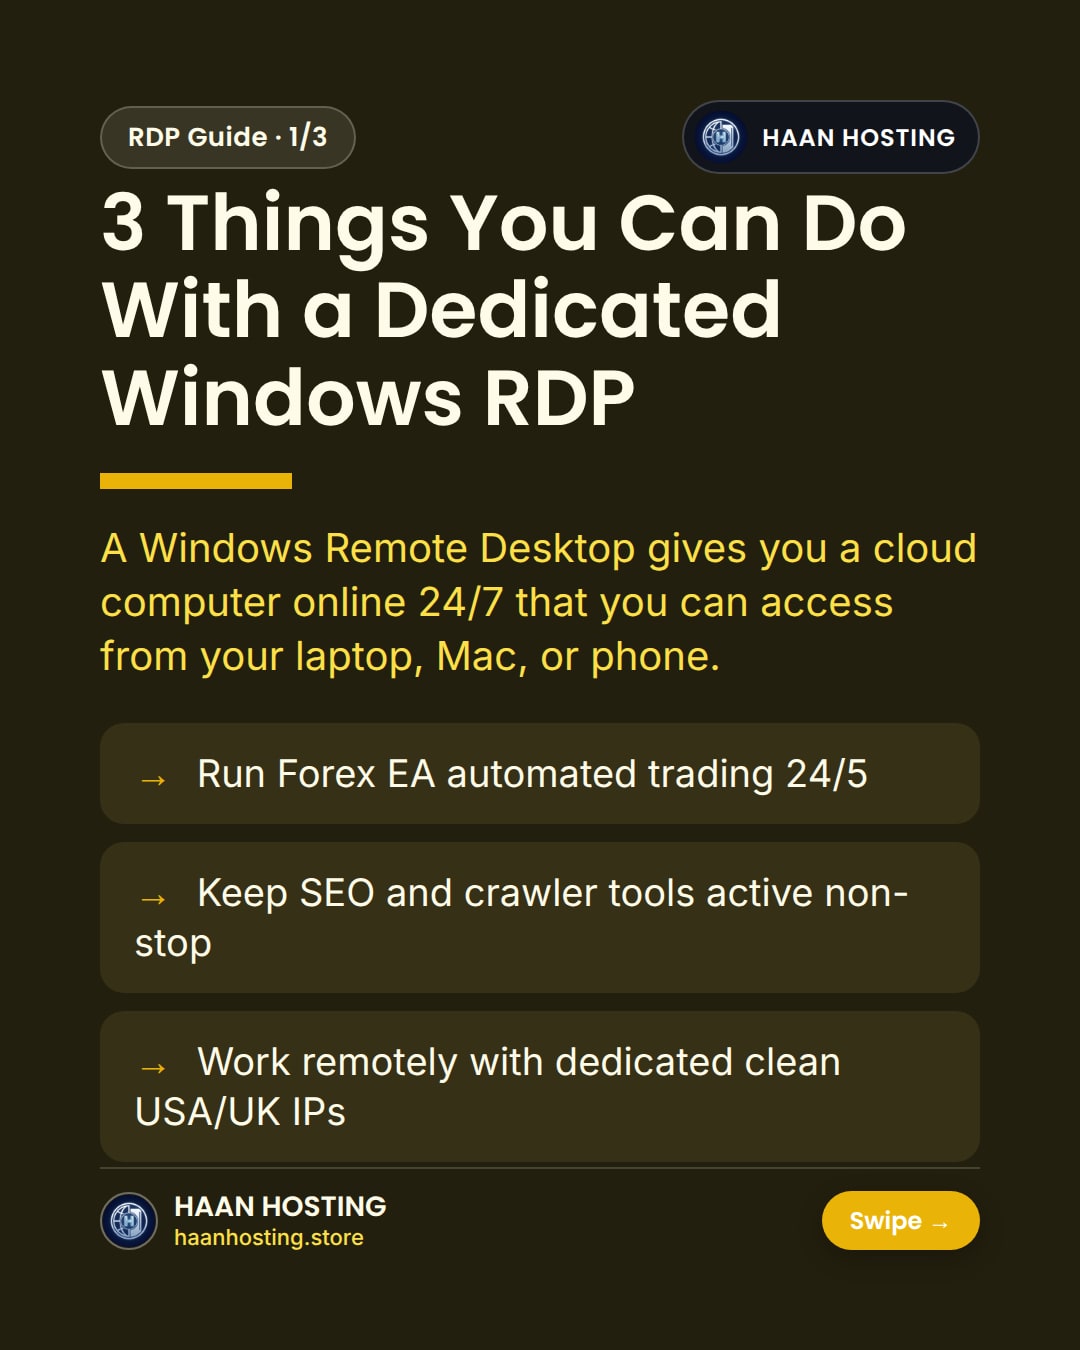 RDP Guide · 1/3
HAAN HOSTING
3 Things You Can Do
With a Dedicated
Windows RDP
A Windows Remote Desktop gives you a cloud
computer online 24/7 that you can access
from your laptop, Mac, or phone.
→ Run Forex EA automated trading 24/5
→ Keep SEO and crawler tools active non-
stop
→ Work remotely with dedicated clean
USA/UK IPs
HAAN HOSTING
haanhosting.store
Swipe →